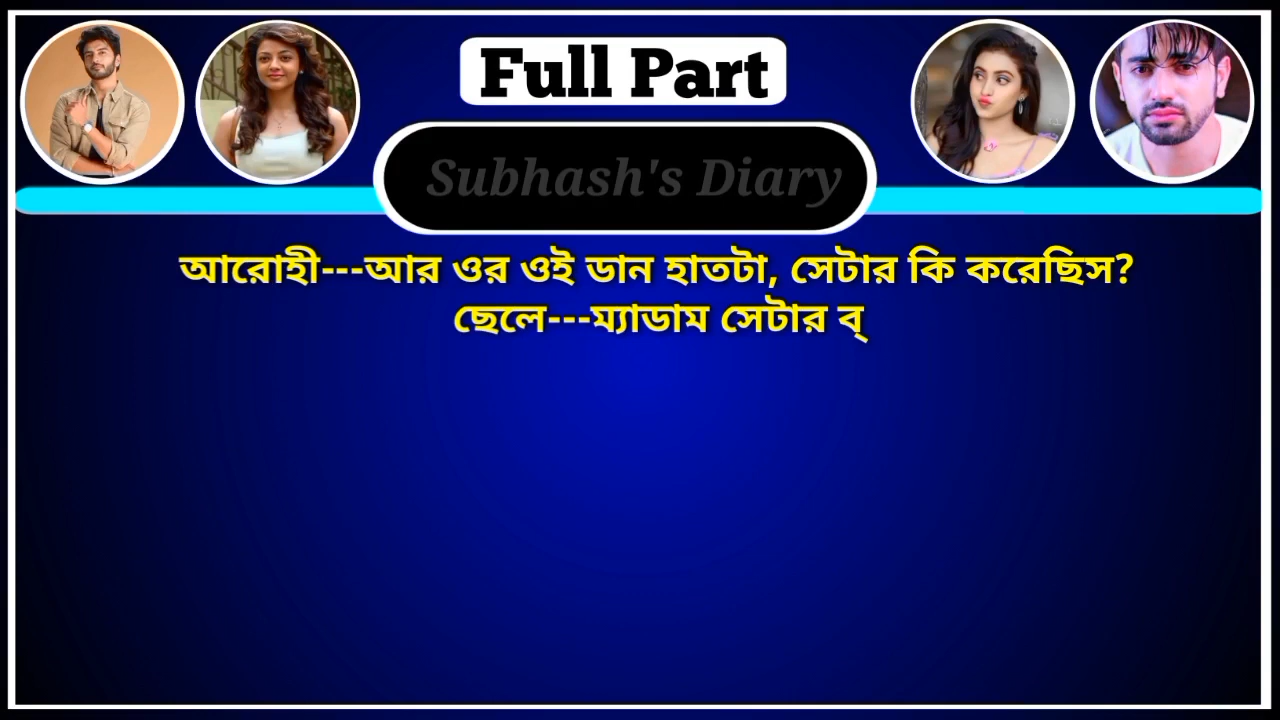 Full Part
Subhash's Diary
আরোহী---আর ওর ওই ডান হাতটা, সেটার কি করেছিস?
ছেলে---ম্যাডাম সেটার ব্